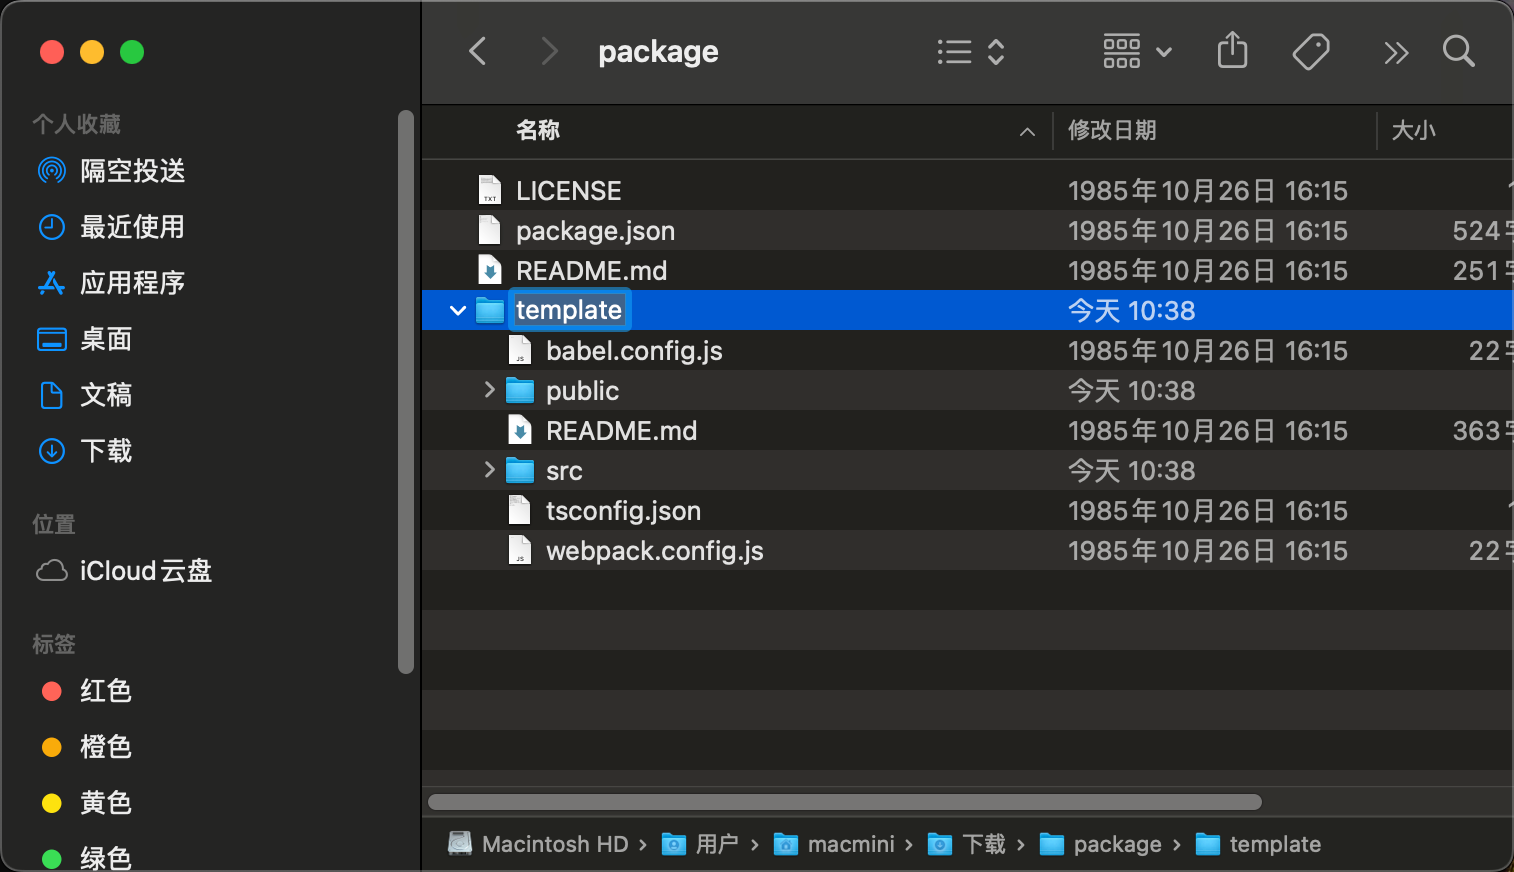 package
个人收藏
隔空投送
最近使用
应用程序
桌面
文稿
下载
位置
iCloud云盘
标签
红色
橙色
黄色
绿色
名称 修改日期 大小
LICENSE 1985年10月26日 16:15
package.json 1985年10月26日 16:15 524
README.md 1985年10月26日 16:15 251
template 今天 10:38
babel.config.js 1985年10月26日 16:15 22
public 今天 10:38
README.md 1985年10月26日 16:15 363
src 今天 10:38
tsconfig.json 1985年10月26日 16:15
webpack.config.js 1985年10月26日 16:15 22
Macintosh HD › 用户 › macmini › 下载 › package › template